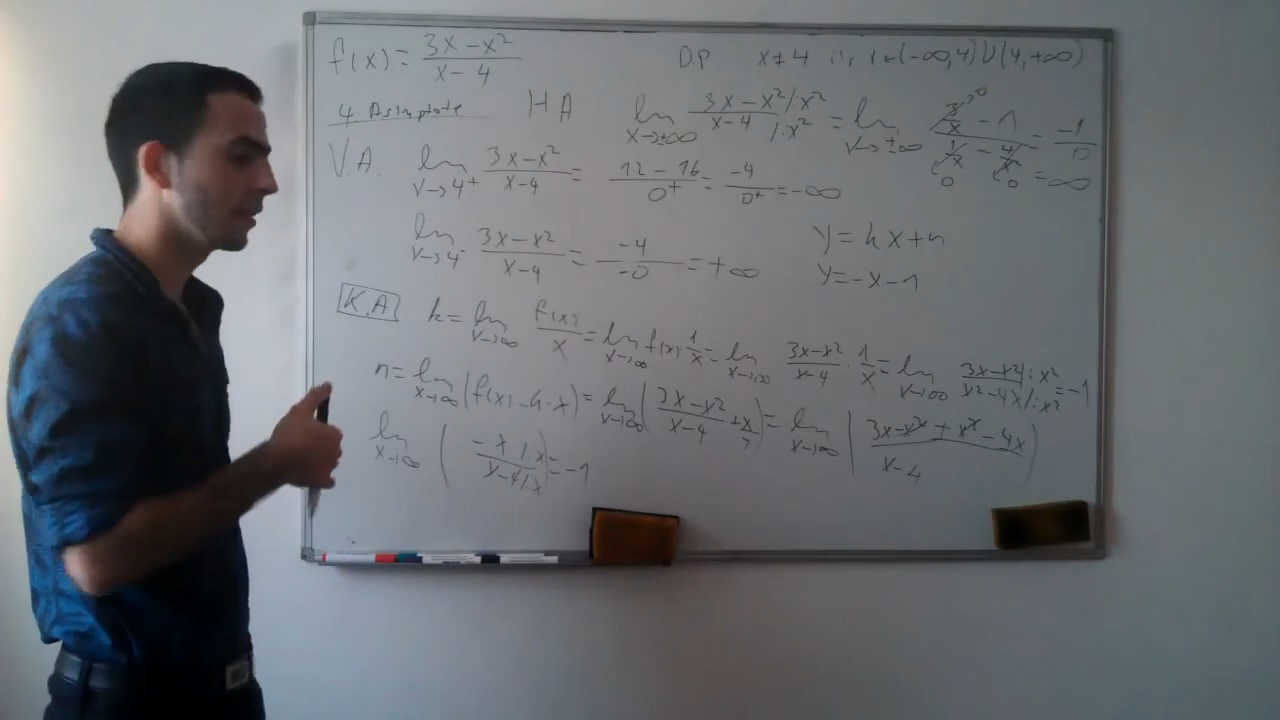 f(x) = (3x - x²)/(x - 4)   D.P   x ≠ 4   x ∈ (-∞,4) ∪ (4,+∞)
4. Asimptote   H.A   lim x→±∞ (3x - x² /:x²)/(x - 4 /:x²) = lim x→±∞ (3/x - 1)/(1/x - 4/x²) = -1/0 = ∞
V.A.   lim x→4⁺ (3x - x²)/(x - 4) = (12 - 16)/0⁺ = -4/0⁺ = -∞
lim x→4⁻ (3x - x²)/(x - 4) = -4/-0 = +∞
y = kx + n
y = -x - 1
K.A   k = lim x→∞ f(x)/x = lim x→∞ f(x)·1/x = lim x→∞ (3x - x²)/(x - 4) · 1/x = lim x→∞ (3x - x² /:x²)/(x² - 4x /:x²) = -1
n = lim x→∞ (f(x) - k·x) = lim x→∞ ((3x - x²)/(x - 4) + x/1) = lim x→∞ ((3x - x² + x² - 4x)/(x - 4))
lim x→∞ ((-x /:x)/(x - 4 /:x)) = -1